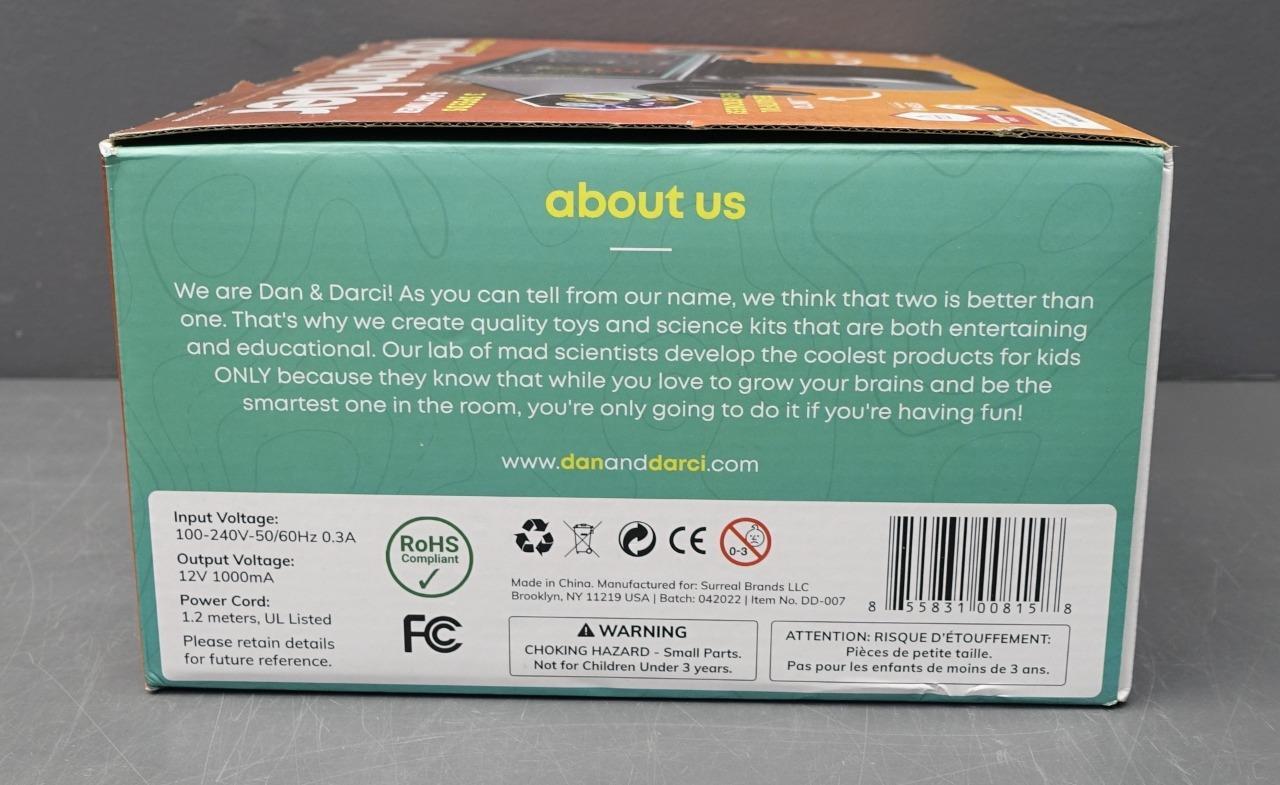 about us
We are Dan & Darci! As you can tell from our name, we think that two is better than
one. That's why we create quality toys and science kits that are both entertaining
and educational. Our lab of mad scientists develop the coolest products for kids
ONLY because they know that while you love to grow your brains and be the
smartest one in the room, you're only going to do it if you're having fun!
www.dananddarci.com
Input Voltage:
100-240V-50/60Hz 0.3A
Output Voltage:
12V 1000mA
Power Cord:
1.2 meters, UL Listed
Please retain details
for future reference.
RoHS
Compliant
FC
CE
0-3
Made in China. Manufactured for: Surreal Brands LLC
Brooklyn, NY 11219 USA | Batch: 042022 | Item No. DD-007
WARNING
CHOKING HAZARD - Small Parts.
Not for Children Under 3 years.
8 55831 00815 8
ATTENTION: RISQUE D'ÉTOUFFEMENT:
Pièces de petite taille.
Pas pour les enfants de moins de 3 ans.